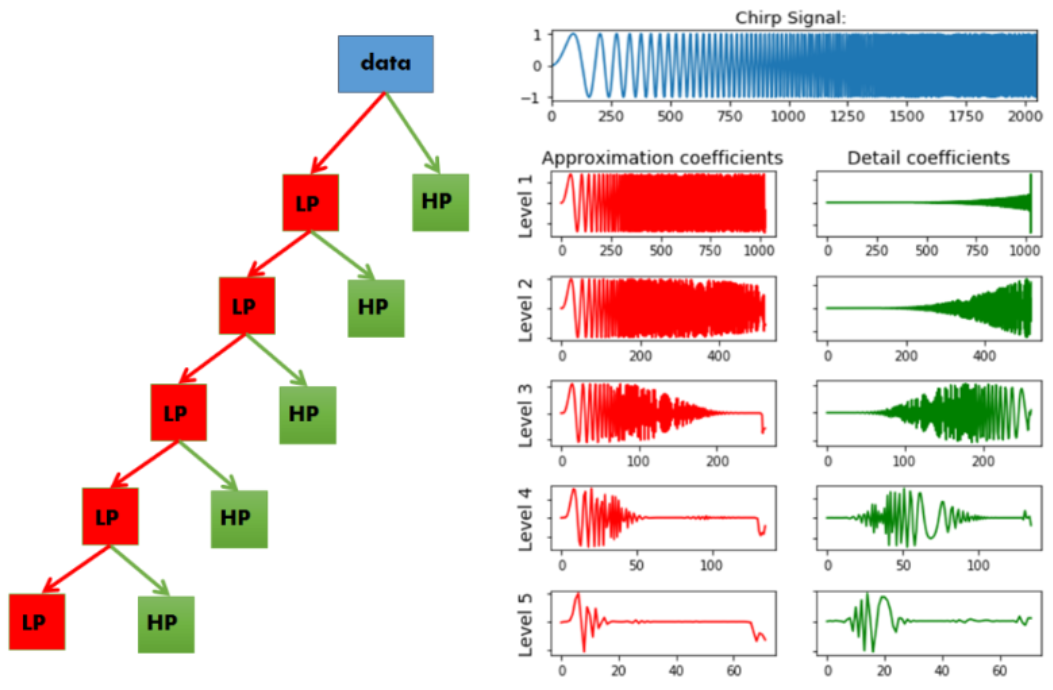 data
LP HP
LP HP
LP HP
LP HP
LP HP
Chirp Signal:
1
0
−1
0 250 500 750 1000 1250 1500 1750 2000
Approximation coefficients Detail coefficients
Level 1
0 250 500 750 1000 0 250 500 750 1000
Level 2
0 200 400 0 200 400
Level 3
0 100 200 0 100 200
Level 4
0 50 100 0 50 100
Level 5
0 20 40 60 0 20 40 60